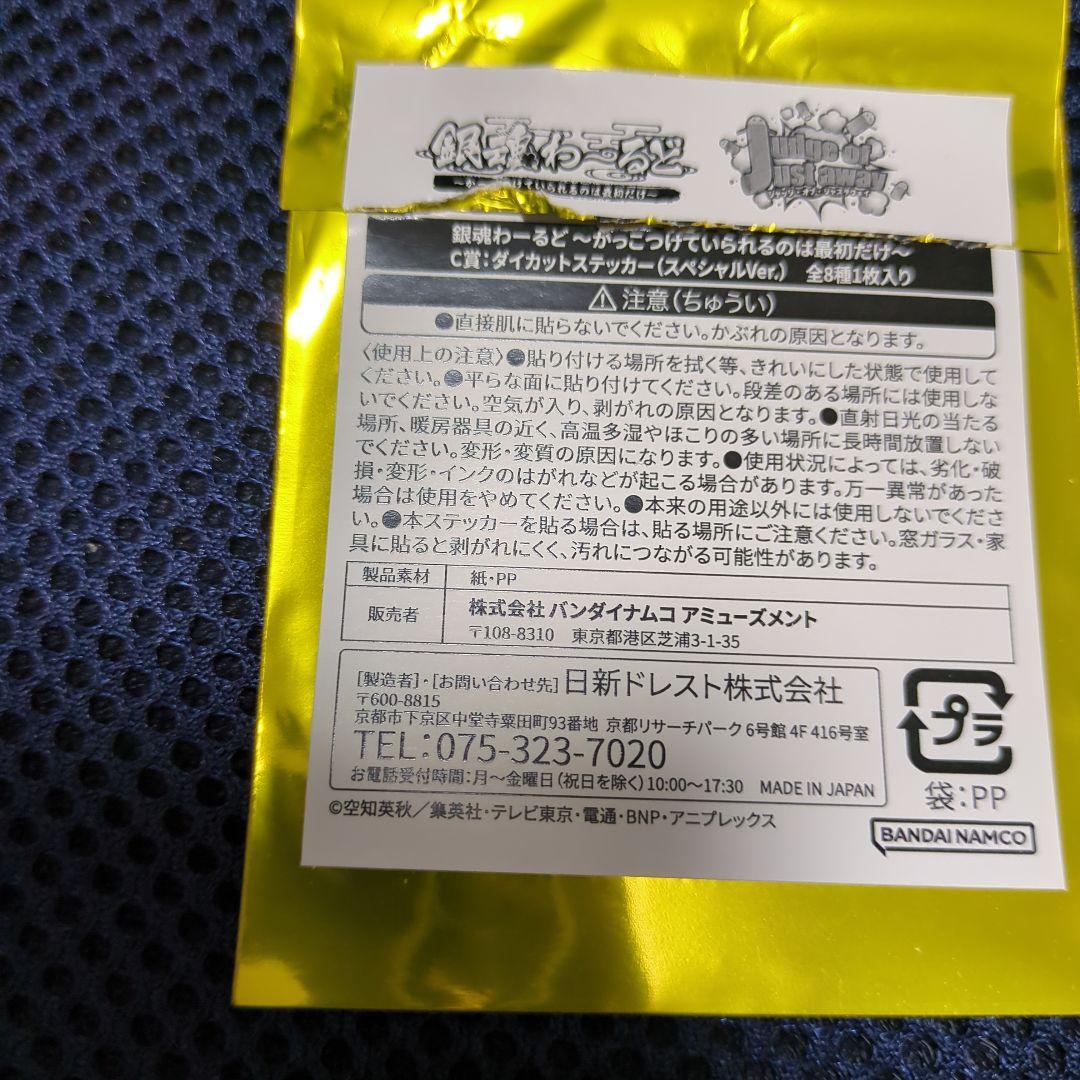 銀魂わーるど
Judge or
Just away
銀魂わーるど ～かっこつけていられるのは最初だけ～
C賞：ダイカットステッカー（スペシャルVer.） 全8種1枚入り
⚠ 注意（ちゅうい）
●直接肌に貼らないでください。かぶれの原因となります。
〈使用上の注意〉●貼り付ける場所を拭く等、きれいにした状態で使用して
ください。●平らな面に貼り付けてください。段差のある場所には使用しな
いでください。空気が入り、剥がれの原因となります。●直射日光の当たる
場所、暖房器具の近く、高温多湿やほこりの多い場所に長時間放置しない
でください。変形・変質の原因になります。●使用状況によっては、劣化・破
損・変形・インクのはがれなどが起こる場合があります。万一異常があった
場合は使用をやめてください。●本来の用途以外には使用しないでくださ
い。●本ステッカーを貼る場合は、貼る場所にご注意ください。窓ガラス・家
具に貼ると剥がれにくく、汚れにつながる可能性があります。
製品素材 紙・PP
販売者 株式会社 バンダイナムコ アミューズメント
〒108-8310 東京都港区芝浦3-1-35
［製造者］・［お問い合わせ先］日新ドレスト株式会社
〒600-8815
京都市下京区中堂寺粟田町93番地 京都リサーチパーク 6号館 4F 416号室
TEL：075-323-7020
お電話受付時間：月～金曜日（祝日を除く）10:00～17:30 MADE IN JAPAN
プラ
袋：PP
©空知英秋／集英社・テレビ東京・電通・BNP・アニプレックス
BANDAI NAMCO